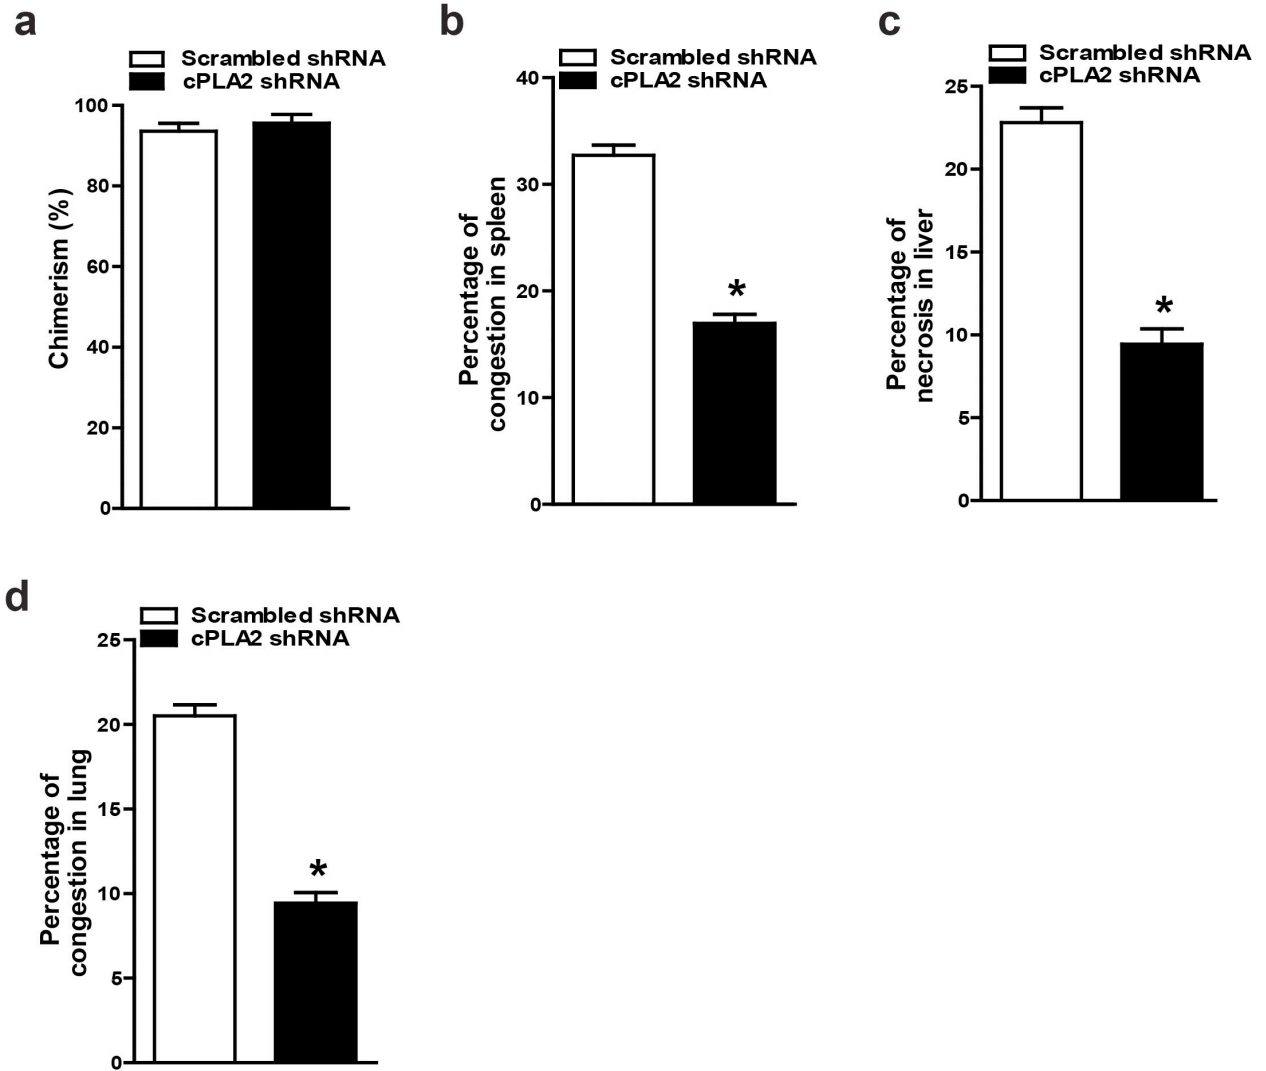 a
Scrambled shRNA
cPLA2 shRNA
100
80
60
40
20
0
Chimerism (%)
b
Scrambled shRNA
cPLA2 shRNA
40
30
20
10
0
Percentage of
congestion in spleen
*
c
Scrambled shRNA
cPLA2 shRNA
25
20
15
10
5
0
Percentage of
necrosis in liver
*
d
Scrambled shRNA
cPLA2 shRNA
25
20
15
10
5
0
Percentage of
congestion in lung
*